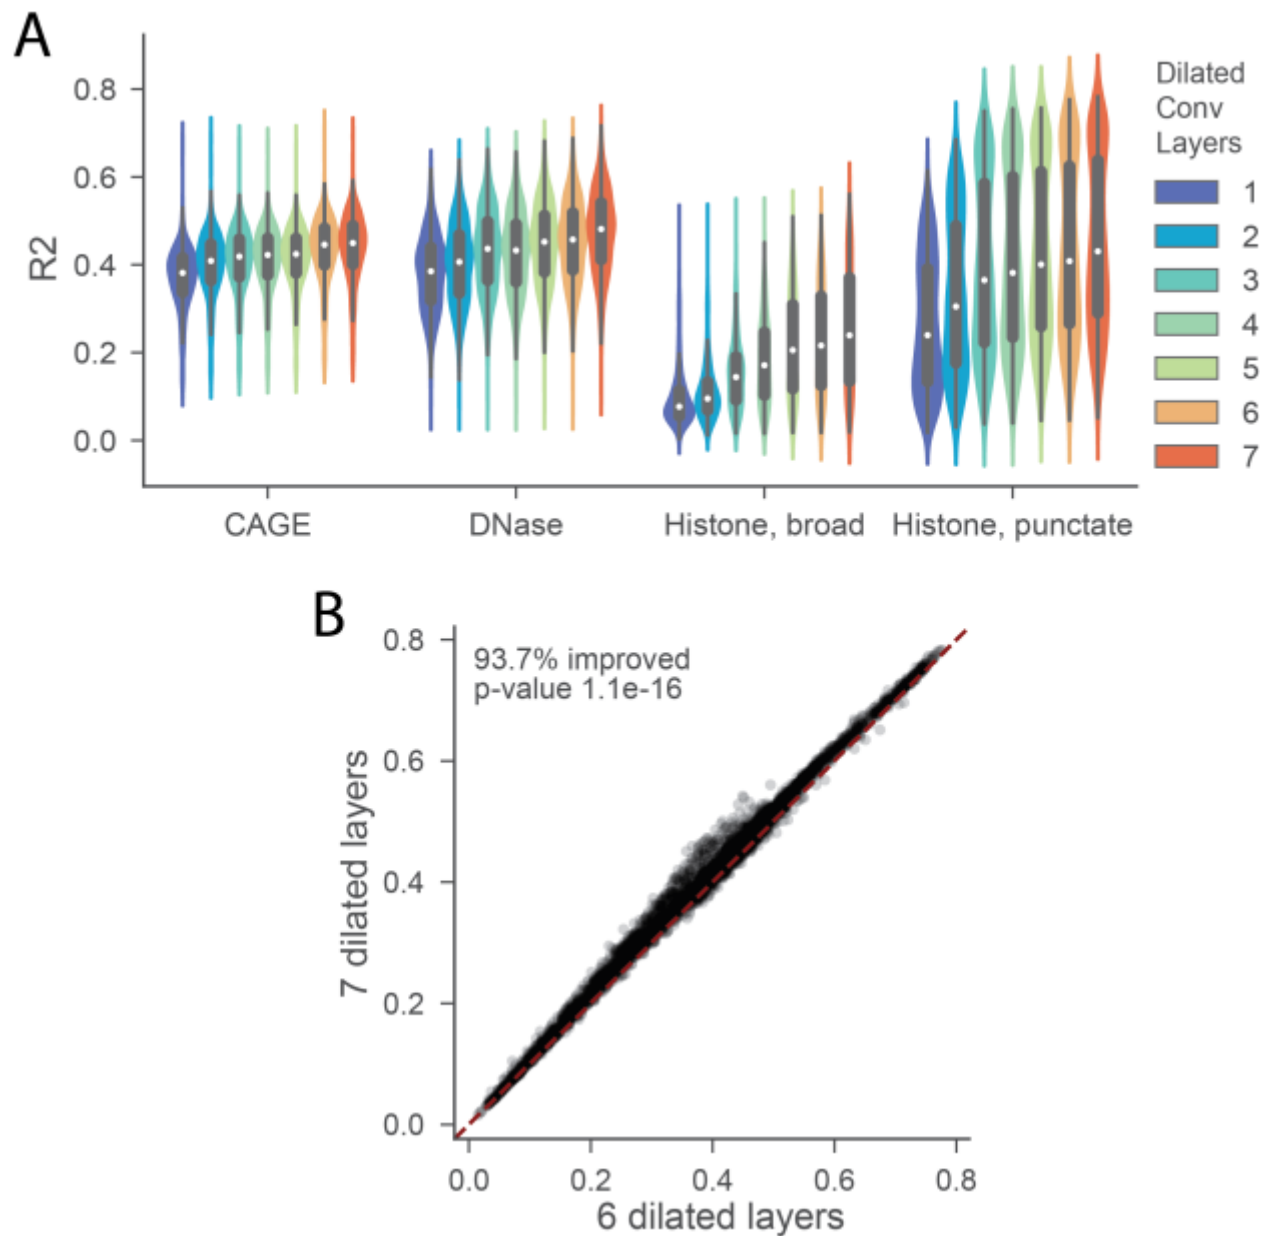 A
R2
0.8
0.6
0.4
0.2
0.0
CAGE
DNase
Histone, broad
Histone, punctate
Dilated
Conv
Layers
1
2
3
4
5
6
7
B
93.7% improved
p-value 1.1e-16
7 dilated layers
0.8
0.6
0.4
0.2
0.0
0.0
0.2
0.4
0.6
0.8
6 dilated layers